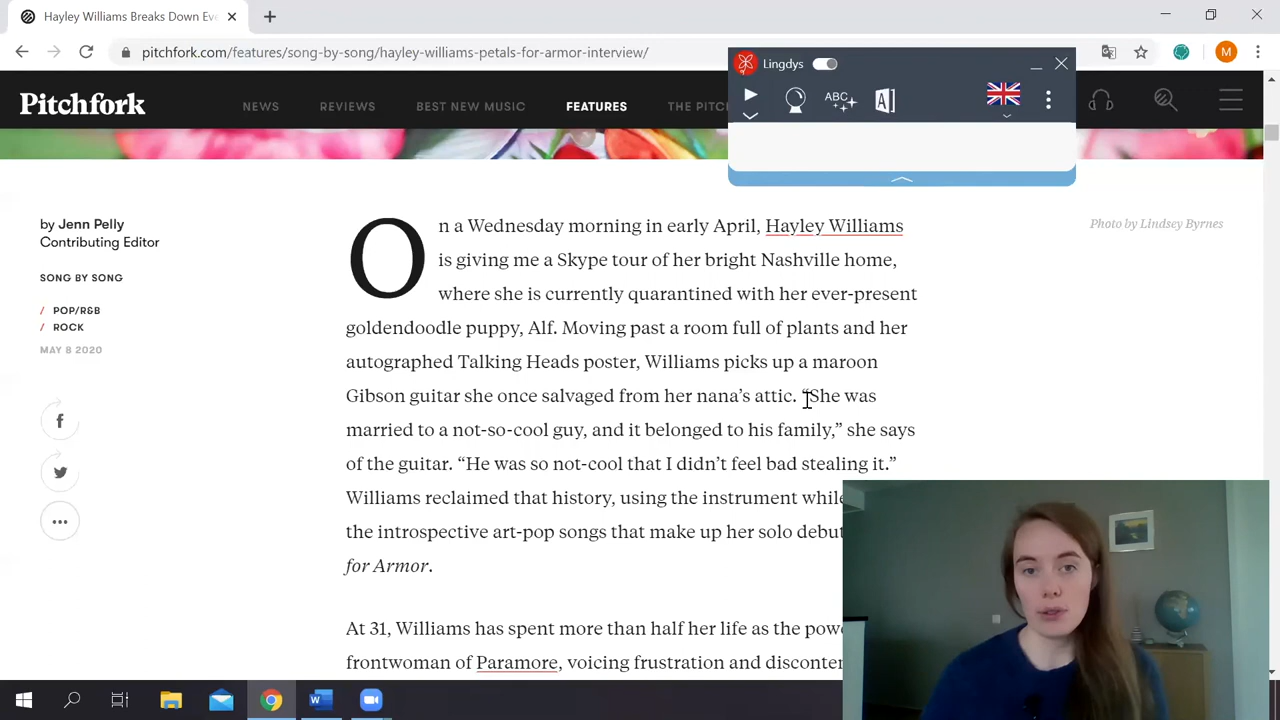 Hayley Williams Breaks Down Eve
pitchfork.com/features/song-by-song/hayley-williams-petals-for-armor-interview/
M
Lingdys
ABC
A
Pitchfork
NEWS
REVIEWS
BEST NEW MUSIC
FEATURES
THE PITC
by Jenn Pelly
Contributing Editor
SONG BY SONG
/ POP/R&B
/ ROCK
MAY 8 2020
On a Wednesday morning in early April, Hayley Williams
is giving me a Skype tour of her bright Nashville home,
where she is currently quarantined with her ever-present
goldendoodle puppy, Alf. Moving past a room full of plants and her
autographed Talking Heads poster, Williams picks up a maroon
Gibson guitar she once salvaged from her nana’s attic. “She was
married to a not-so-cool guy, and it belonged to his family,” she says
of the guitar. “He was so not-cool that I didn’t feel bad stealing it.”
Williams reclaimed that history, using the instrument while
the introspective art-pop songs that make up her solo debut
for Armor.
At 31, Williams has spent more than half her life as the pow
frontwoman of Paramore, voicing frustration and disconten
Photo by Lindsey Byrnes